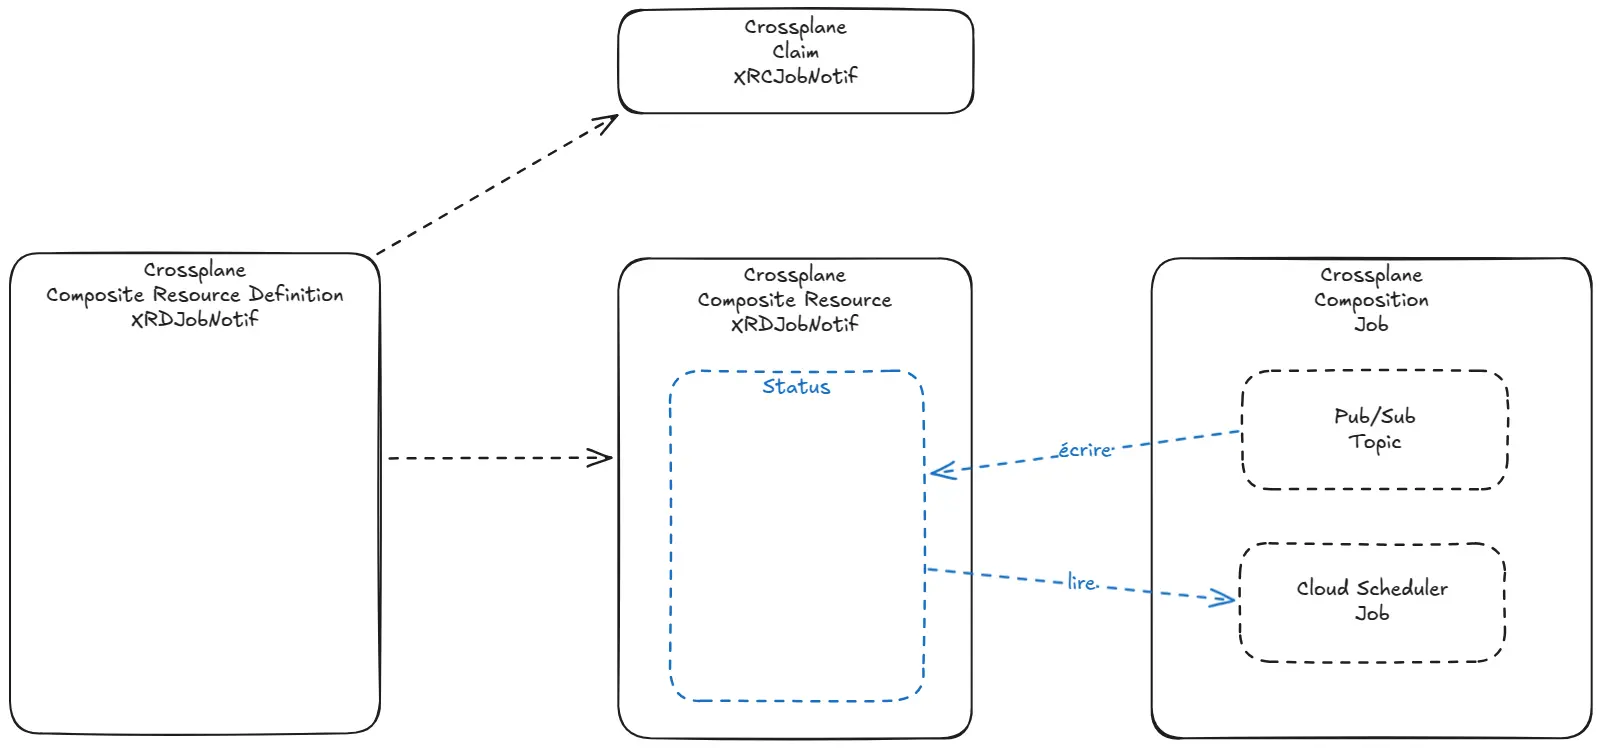 Crossplane
Claim
XRCJobNotif
Crossplane
Composite Resource Definition
XRDJobNotif
Crossplane
Composite Resource
XRDJobNotif
Status
écrire
lire
Crossplane
Composition
Job
Pub/Sub
Topic
Cloud Scheduler
Job